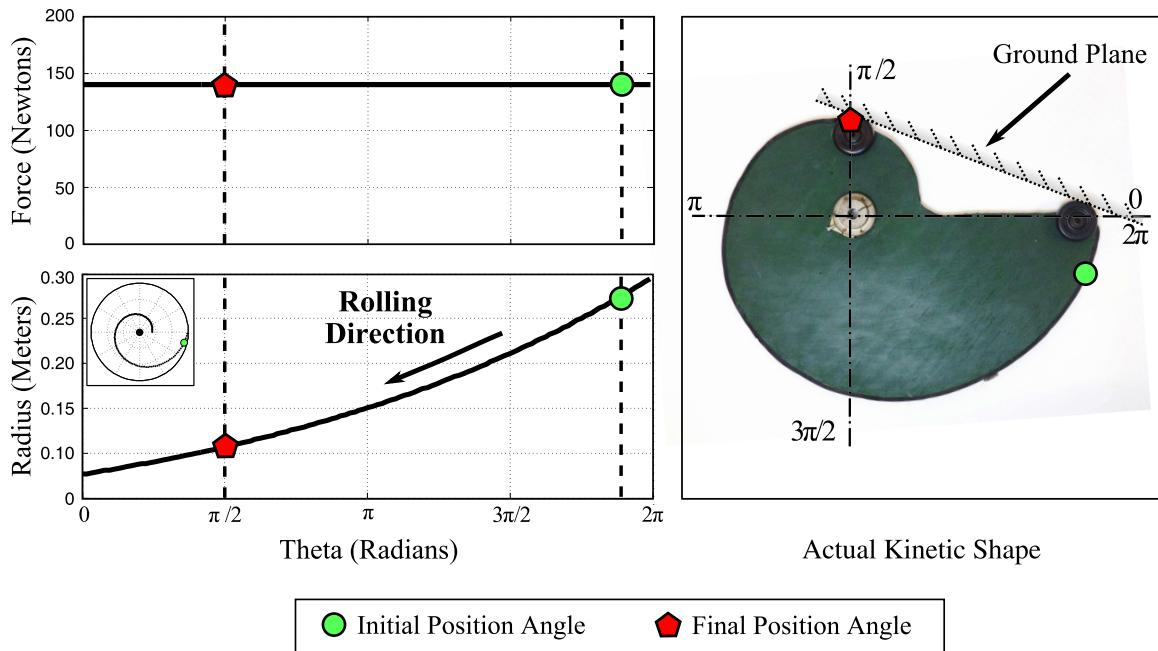 200
150
100
50
0
Force (Newtons)
0.30
0.25
0.20
0.15
0.10
0
Radius (Meters)
Rolling
Direction
0
π/2
π
3π/2
2π
Theta (Radians)
Ground Plane
π/2
π
0
2π
3π/2
Actual Kinetic Shape
Initial Position Angle
Final Position Angle